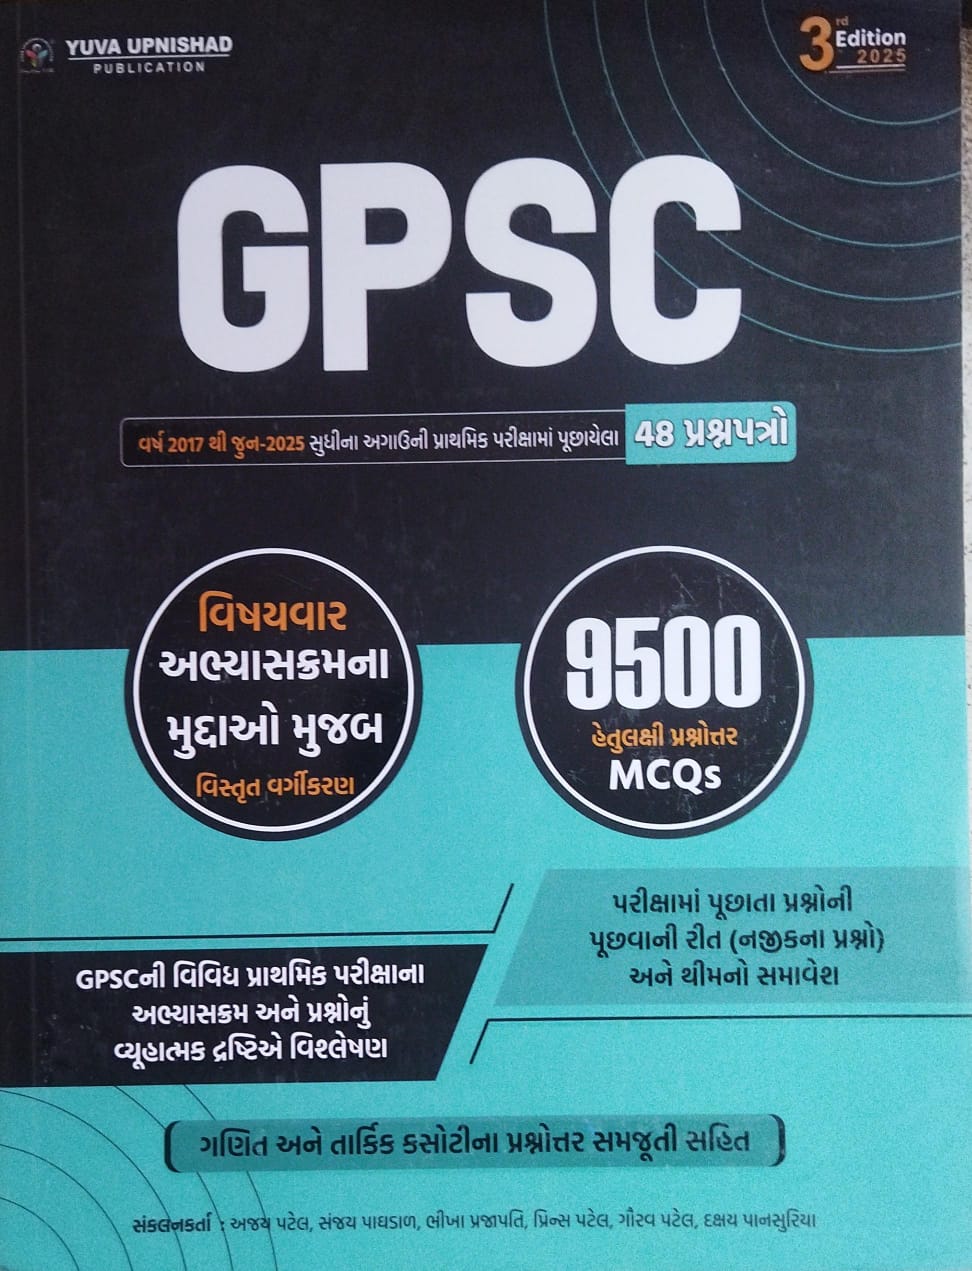 YUVA UPNISHAD
PUBLICATION
3rd Edition
2025
GPSC
વર્ષ 2017 થી જુન-2025 સુધીના અગાઉની પ્રાથમિક પરીક્ષામાં પૂછાયેલા 48 પ્રશ્નપત્રો
વિષયવાર
અભ્યાસક્રમના
મુદ્દાઓ મુજબ
વિસ્તૃત વર્ગીકરણ
9500
હેતુલક્ષી પ્રશ્નોત્તર
MCQs
પરીક્ષામાં પૂછાતા પ્રશ્નોની
પૂછવાની રીત (નજીકના પ્રશ્નો)
અને થીમનો સમાવેશ
GPSCની વિવિધ પ્રાથમિક પરીક્ષાના
અભ્યાસક્રમ અને પ્રશ્નોનું
વ્યૂહાત્મક દ્રષ્ટિએ વિશ્લેષણ
ગણિત અને તાર્કિક કસોટીના પ્રશ્નોત્તર સમજૂતી સહિત
સંકલનકર્તા : અજય પટેલ, સંજય પાઘડાળ, ભીખા પ્રજાપતિ, પ્રિન્સ પટેલ, ગૌરવ પટેલ, દક્ષય પાનસુરિયા